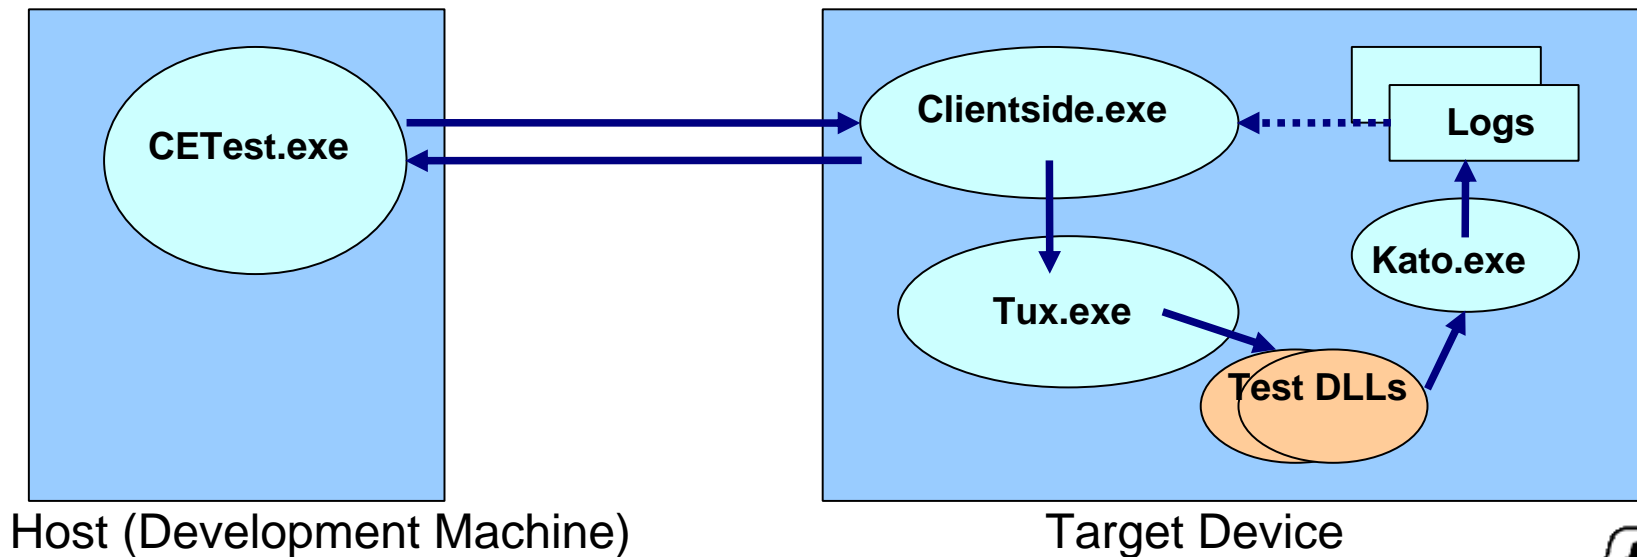 CETest.exe
Clientside.exe
Logs
Kato.exe
Tux.exe
Test DLLs
Host (Development Machine)
Target Device